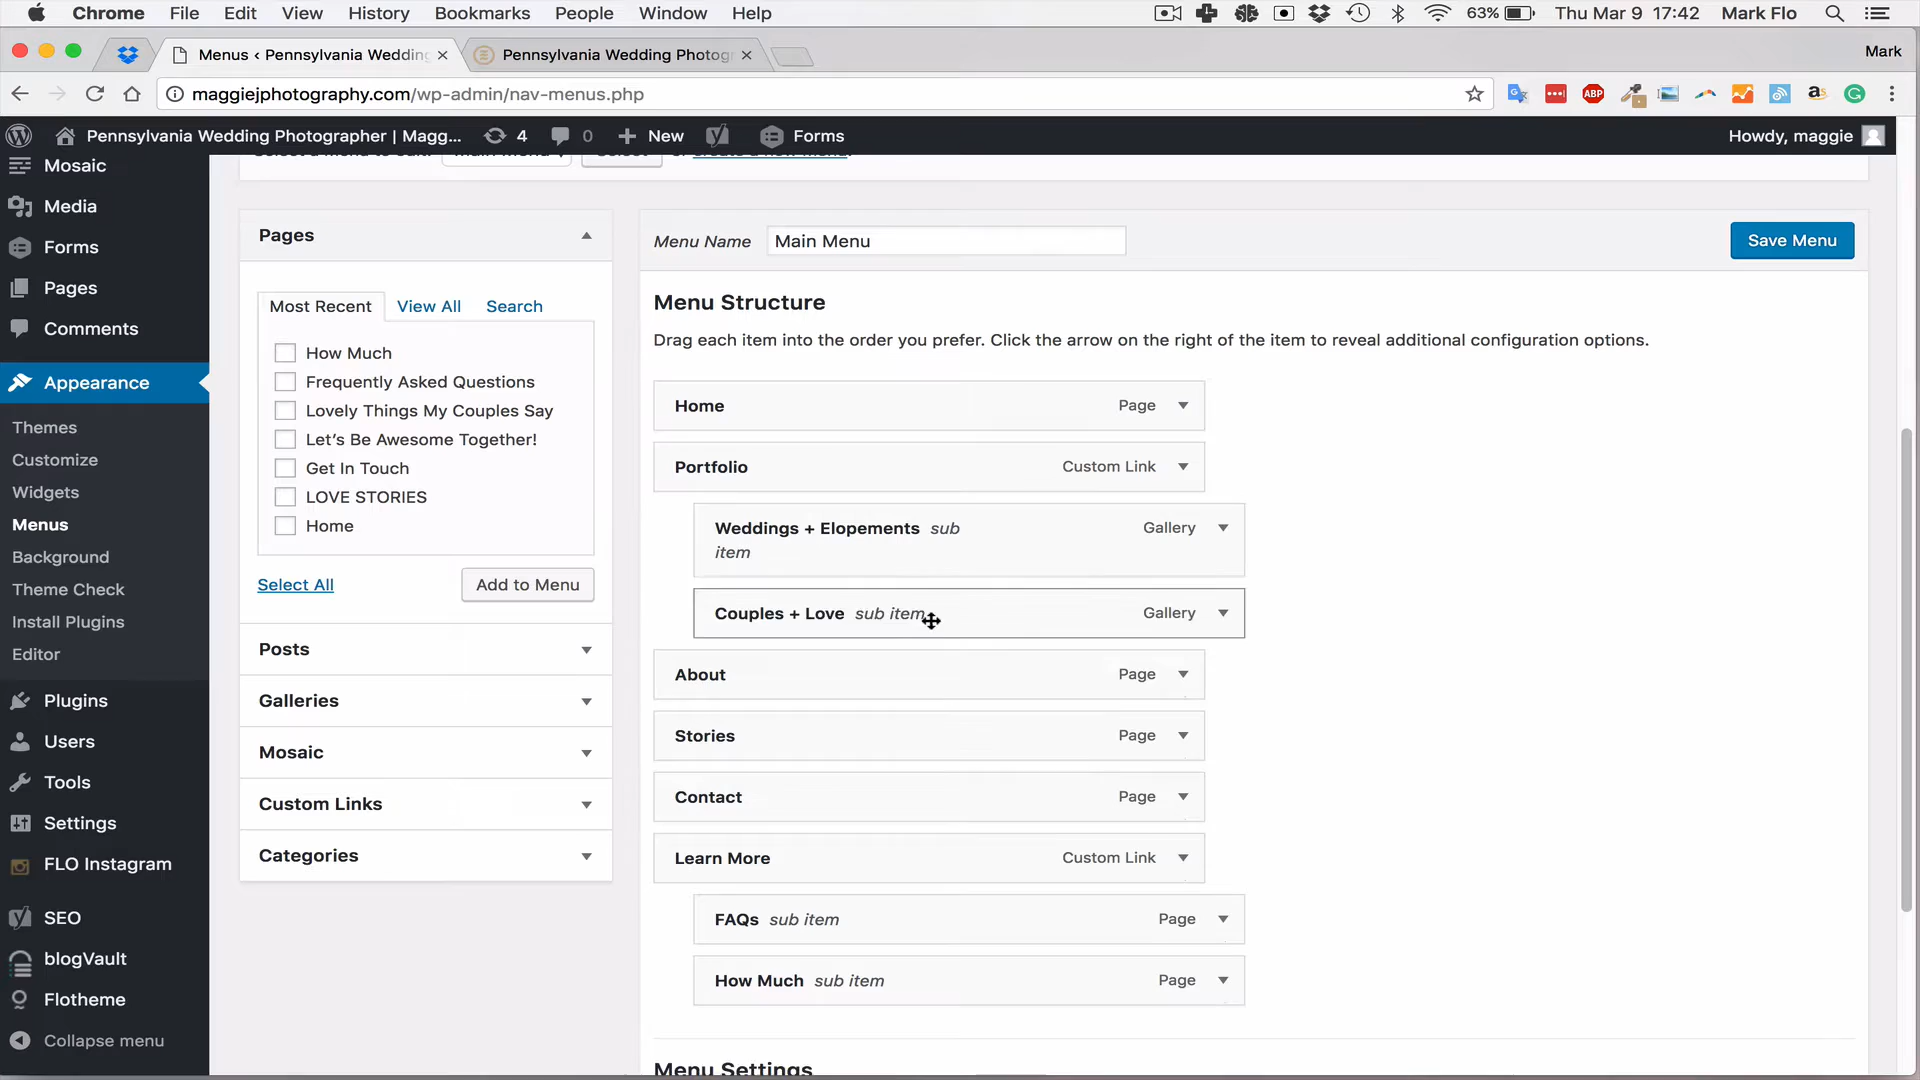 Chrome File Edit View History Bookmarks People Window Help 63% Thu Mar 9 17:42 Mark Flo
Menus ‹ Pennsylvania Wedding Pennsylvania Wedding Photogr Mark
maggiejphotography.com/wp-admin/nav-menus.php ABP
Pennsylvania Wedding Photographer | Magg... 4 0 New Forms Howdy, maggie
Mosaic
Media
Forms
Pages
Comments
Appearance
Themes
Customize
Widgets
Menus
Background
Theme Check
Install Plugins
Editor
Plugins
Users
Tools
Settings
FLO Instagram
SEO
blogVault
Flotheme
Collapse menu
Pages
Most Recent View All Search
How Much
Frequently Asked Questions
Lovely Things My Couples Say
Let's Be Awesome Together!
Get In Touch
LOVE STORIES
Home
Select All Add to Menu
Posts
Galleries
Mosaic
Custom Links
Categories
Menu Name Main Menu Save Menu
Menu Structure
Drag each item into the order you prefer. Click the arrow on the right of the item to reveal additional configuration options.
Home Page
Portfolio Custom Link
Weddings + Elopements sub Gallery
item
Couples + Love sub item Gallery
About Page
Stories Page
Contact Page
Learn More Custom Link
FAQs sub item Page
How Much sub item Page
Menu Settings